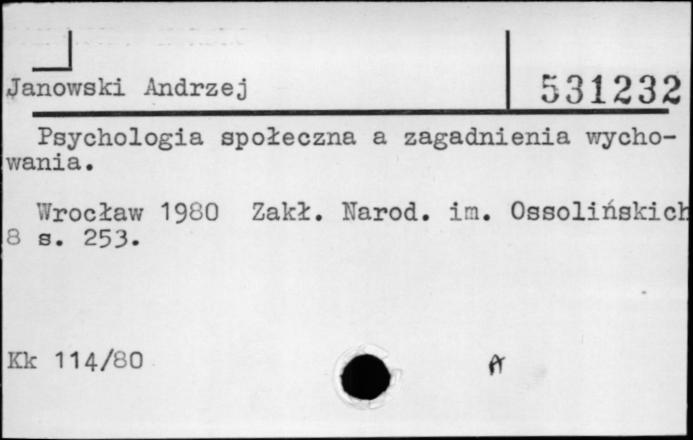 Janowski Andrzej
531232
Psychologia społeczna a zagadnienia wycho-
wania.
Wrocław 1980 Zakł. Narod. im. Ossolińskich
8 s. 253.
Kk 114/80
A